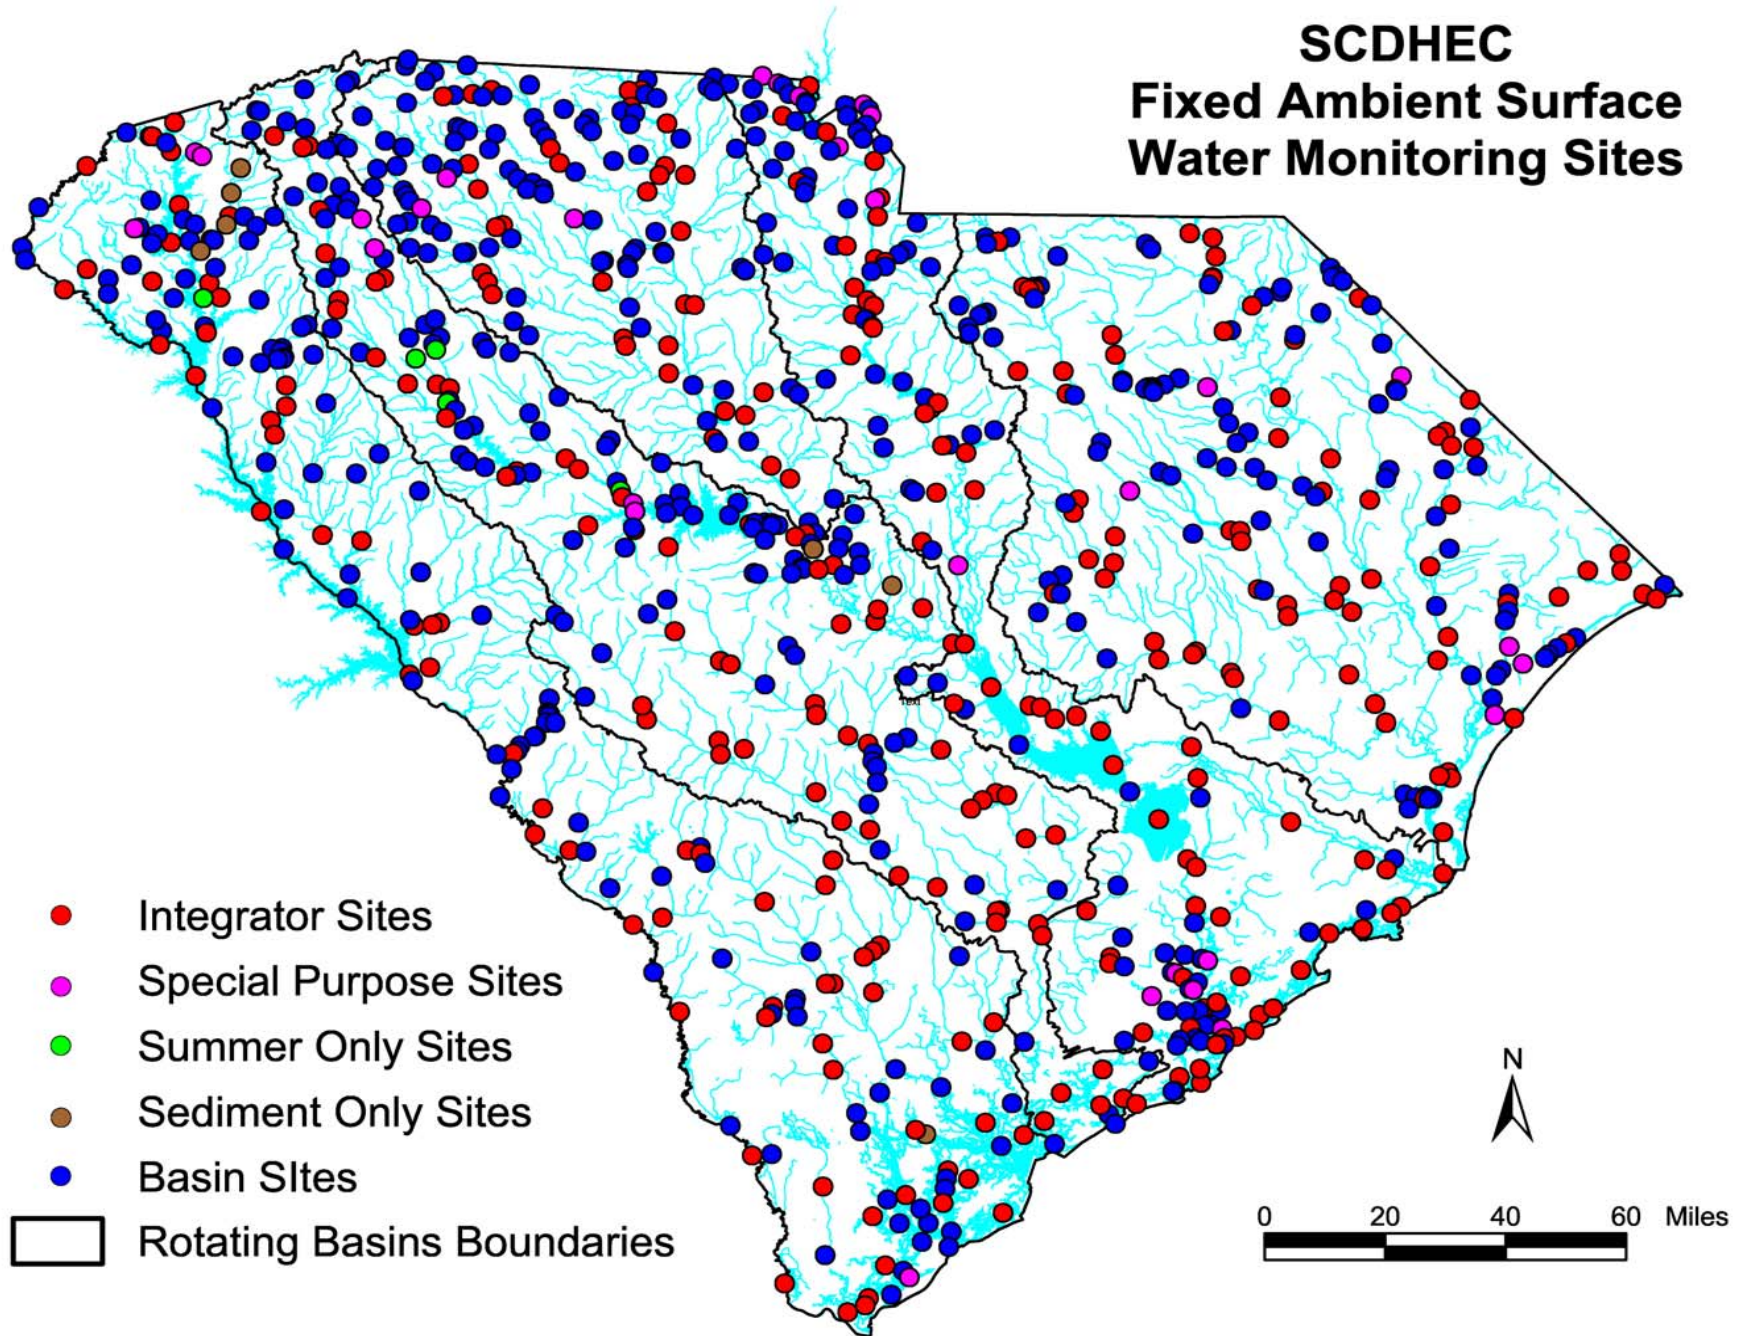 SCDHEC
Fixed Ambient Surface
Water Monitoring Sites
Text
Integrator Sites
Special Purpose Sites
Summer Only Sites
Sediment Only Sites
Basin SItes
Rotating Basins Boundaries
N
0 20 40 60 Miles